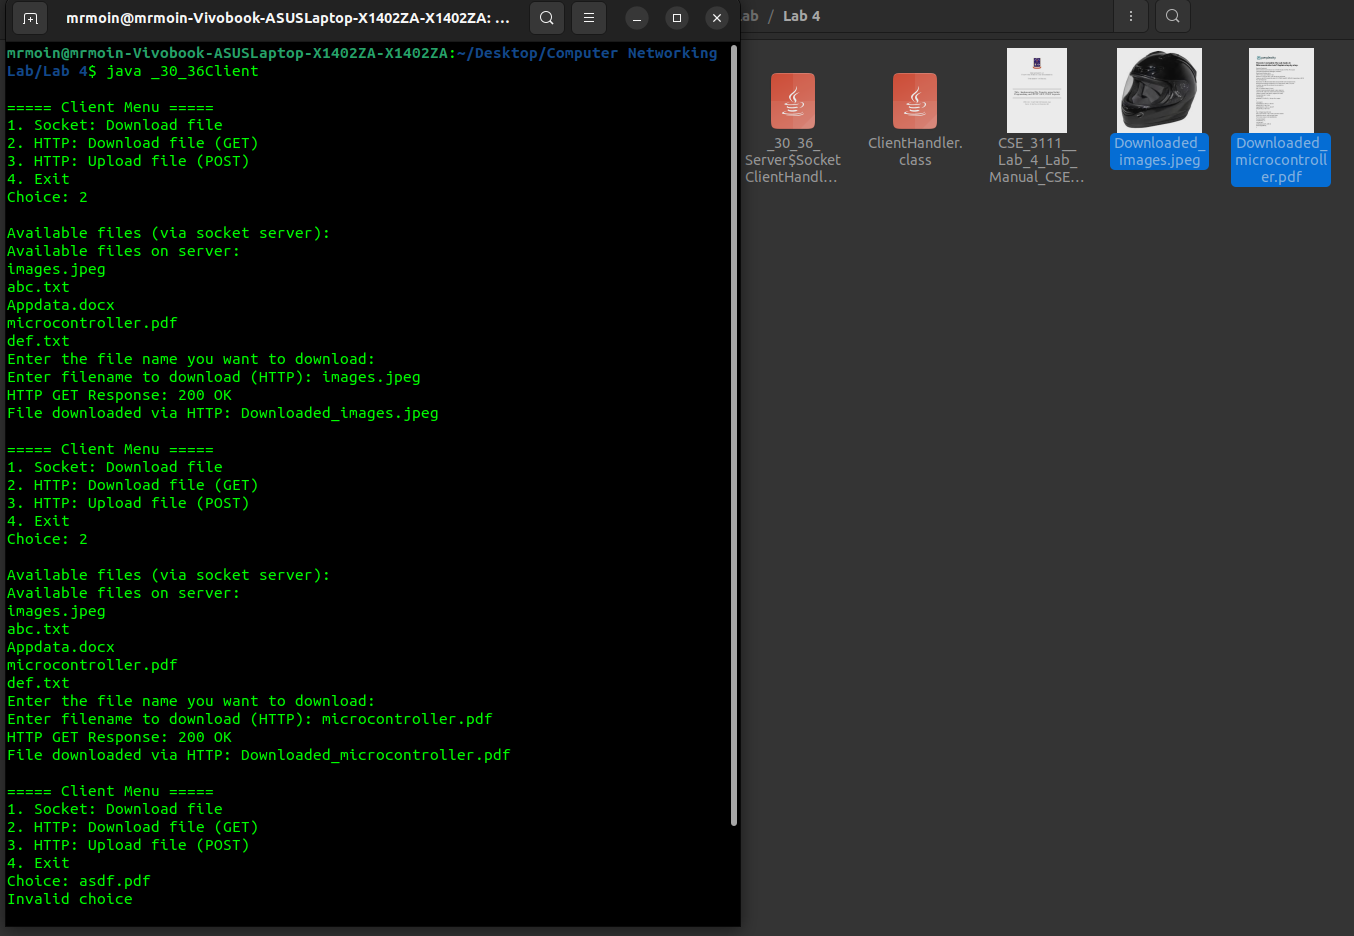 mrmoin@mrmoin-Vivobook-ASUSLaptop-X1402ZA-X1402ZA: ...
mrmoin@mrmoin-Vivobook-ASUSLaptop-X1402ZA-X1402ZA:~/Desktop/Computer Networking
Lab/Lab 4$ java _30_36Client
===== Client Menu =====
1. Socket: Download file
2. HTTP: Download file (GET)
3. HTTP: Upload file (POST)
4. Exit
Choice: 2
Available files (via socket server):
Available files on server:
images.jpeg
abc.txt
Appdata.docx
microcontroller.pdf
def.txt
Enter the file name you want to download:
Enter filename to download (HTTP): images.jpeg
HTTP GET Response: 200 OK
File downloaded via HTTP: Downloaded_images.jpeg
===== Client Menu =====
1. Socket: Download file
2. HTTP: Download file (GET)
3. HTTP: Upload file (POST)
4. Exit
Choice: 2
Available files (via socket server):
Available files on server:
images.jpeg
abc.txt
Appdata.docx
microcontroller.pdf
def.txt
Enter the file name you want to download:
Enter filename to download (HTTP): microcontroller.pdf
HTTP GET Response: 200 OK
File downloaded via HTTP: Downloaded_microcontroller.pdf
===== Client Menu =====
1. Socket: Download file
2. HTTP: Download file (GET)
3. HTTP: Upload file (POST)
4. Exit
Choice: asdf.pdf
Invalid choice
ab / Lab 4
_30_36_
Server$Socket
ClientHandl...
ClientHandler.
class
CSE_3111__
Lab_4_Lab_
Manual_CSE...
Downloaded_
images.jpeg
Downloaded_
microcontroll
er.pdf